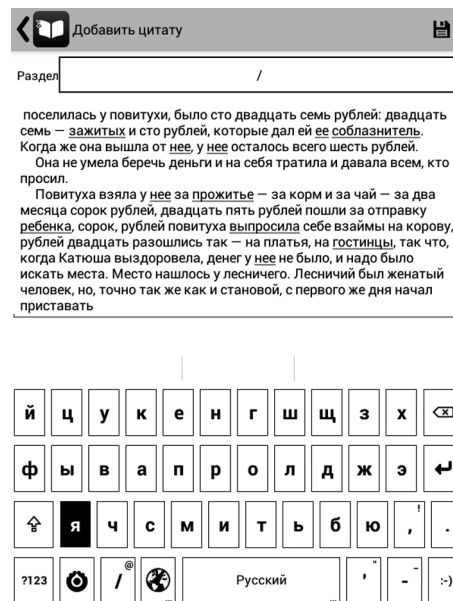 Добавить цитату
Раздел /
поселилась у повитухи, было сто двадцать семь рублей: двадцать
семь — зажитых и сто рублей, которые дал ей ее соблазнитель.
Когда же она вышла от нее, у нее осталось всего шесть рублей.
Она не умела беречь деньги и на себя тратила и давала всем, кто
просил.
Повитуха взяла у нее за прожитье — за корм и за чай — за два
месяца сорок рублей, двадцать пять рублей пошли за отправку
ребенка, сорок, рублей повитуха выпросила себе взаймы на корову,
рублей двадцать разошлись так — на платья, на гостинцы, так что,
когда Катюша выздоровела, денег у нее не было, и надо было
искать места. Место нашлось у лесничего. Лесничий был женатый
человек, но, точно так же как и становой, с первого же дня начал
приставать
й ц у к е н г ш щ з х
ф ы в а п р о л д ж э
я ч с м и т ь б ю , ! .
?123 / @ Русский ' " - _ :-)